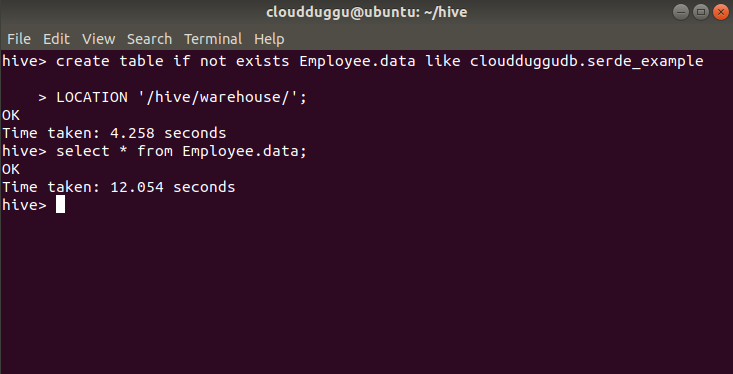 cloudduggu@ubuntu: ~/hive
File Edit View Search Terminal Help
hive> create table if not exists Employee.data like cloudduggudb.serde_example
    > LOCATION '/hive/warehouse/';
OK
Time taken: 4.258 seconds
hive> select * from Employee.data;
OK
Time taken: 12.054 seconds
hive>